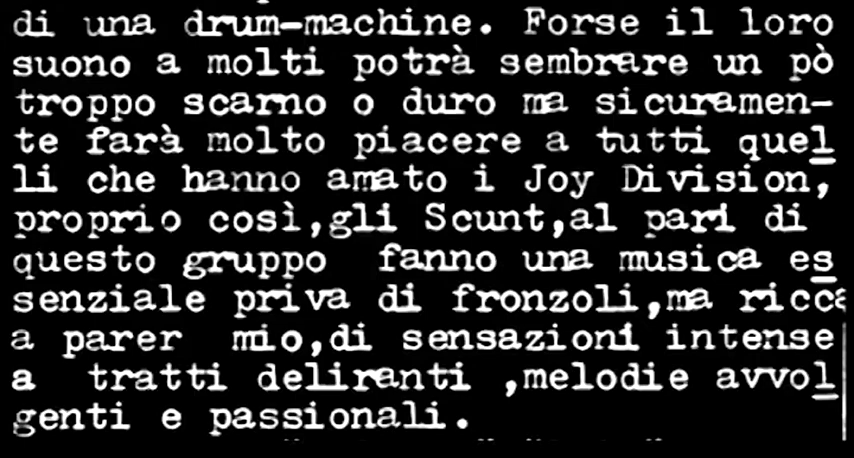 di una drum-machine. Forse il loro
suono a molti potrà sembrare un pò
troppo scarno o duro ma sicuramen-
te farà molto piacere a tutti quel
li che hanno amato i Joy Division,
proprio così,gli Scunt,al pari di
questo gruppo fanno una musica es
senziale priva di fronzoli,ma ricca
a parer mio,di sensazioni intense
a tratti deliranti ,melodie avvol
genti e passionali.